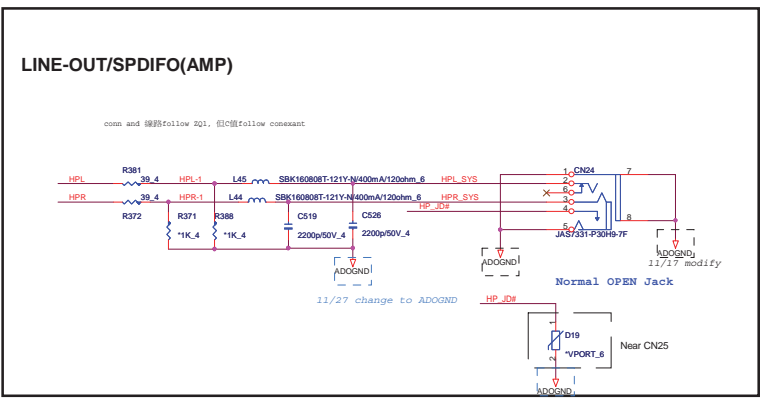 LINE-OUT/SPDIFO(AMP)
conn and 線路follow ZQ1, 但C值follow conexant
R381
HPL 39_4 HPL-1 L45 SBK160808T-121Y-N/400mA/120ohm_6 HPL_SYS
HPR 39_4 HPR-1 L44 SBK160808T-121Y-N/400mA/120ohm_6 HPR_SYS
HP_JD#
R372 R371 R388 C519 C526
*1K_4 *1K_4 2200p/50V_4 2200p/50V_4
ADOGND
11/27 change to ADOGND
1 CN24 7
2
6
3
4
8
5
JAS7331-P30H9-7F
ADOGND
ADOGND
11/17 modify
Normal OPEN Jack
HP_JD#
1
D19
*VPORT_6
2
Near CN25
ADOGND